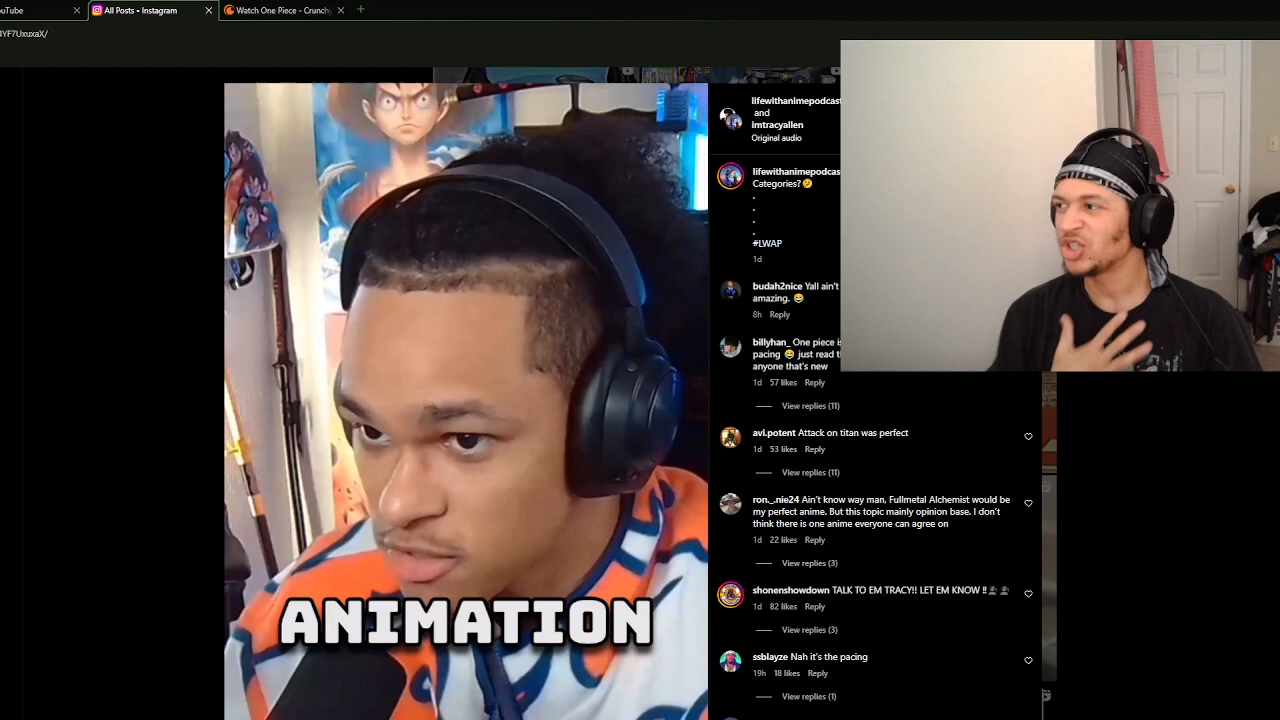 ouTube
All Posts • Instagram
Watch One Piece - Crunchy
YF7UxuxaX/
lifewithanimepodcast
and
imtracyallen
Original audio
lifewithanimepodcas
Categories?🫤
.
.
.
.
#LWAP
1d
budah2nice Yall ain't
amazing. 😅
8h Reply
billyhan_ One piece is
pacing 😅 just read t
anyone that's new
1d 57 likes Reply
View replies (11)
avi.potent Attack on titan was perfect
1d 53 likes Reply
View replies (11)
ron._.nie24 Ain't know way man, Fullmetal Alchemist would be
my perfect anime. But this topic mainly opinion base. I don't
think there is one anime everyone can agree on
1d 22 likes Reply
View replies (3)
shonenshowdown TALK TO EM TRACY!! LET EM KNOW ‼️🗣🗣
1d 82 likes Reply
View replies (3)
ssblayze Nah it's the pacing
19h 18 likes Reply
View replies (1)
ANIMATION